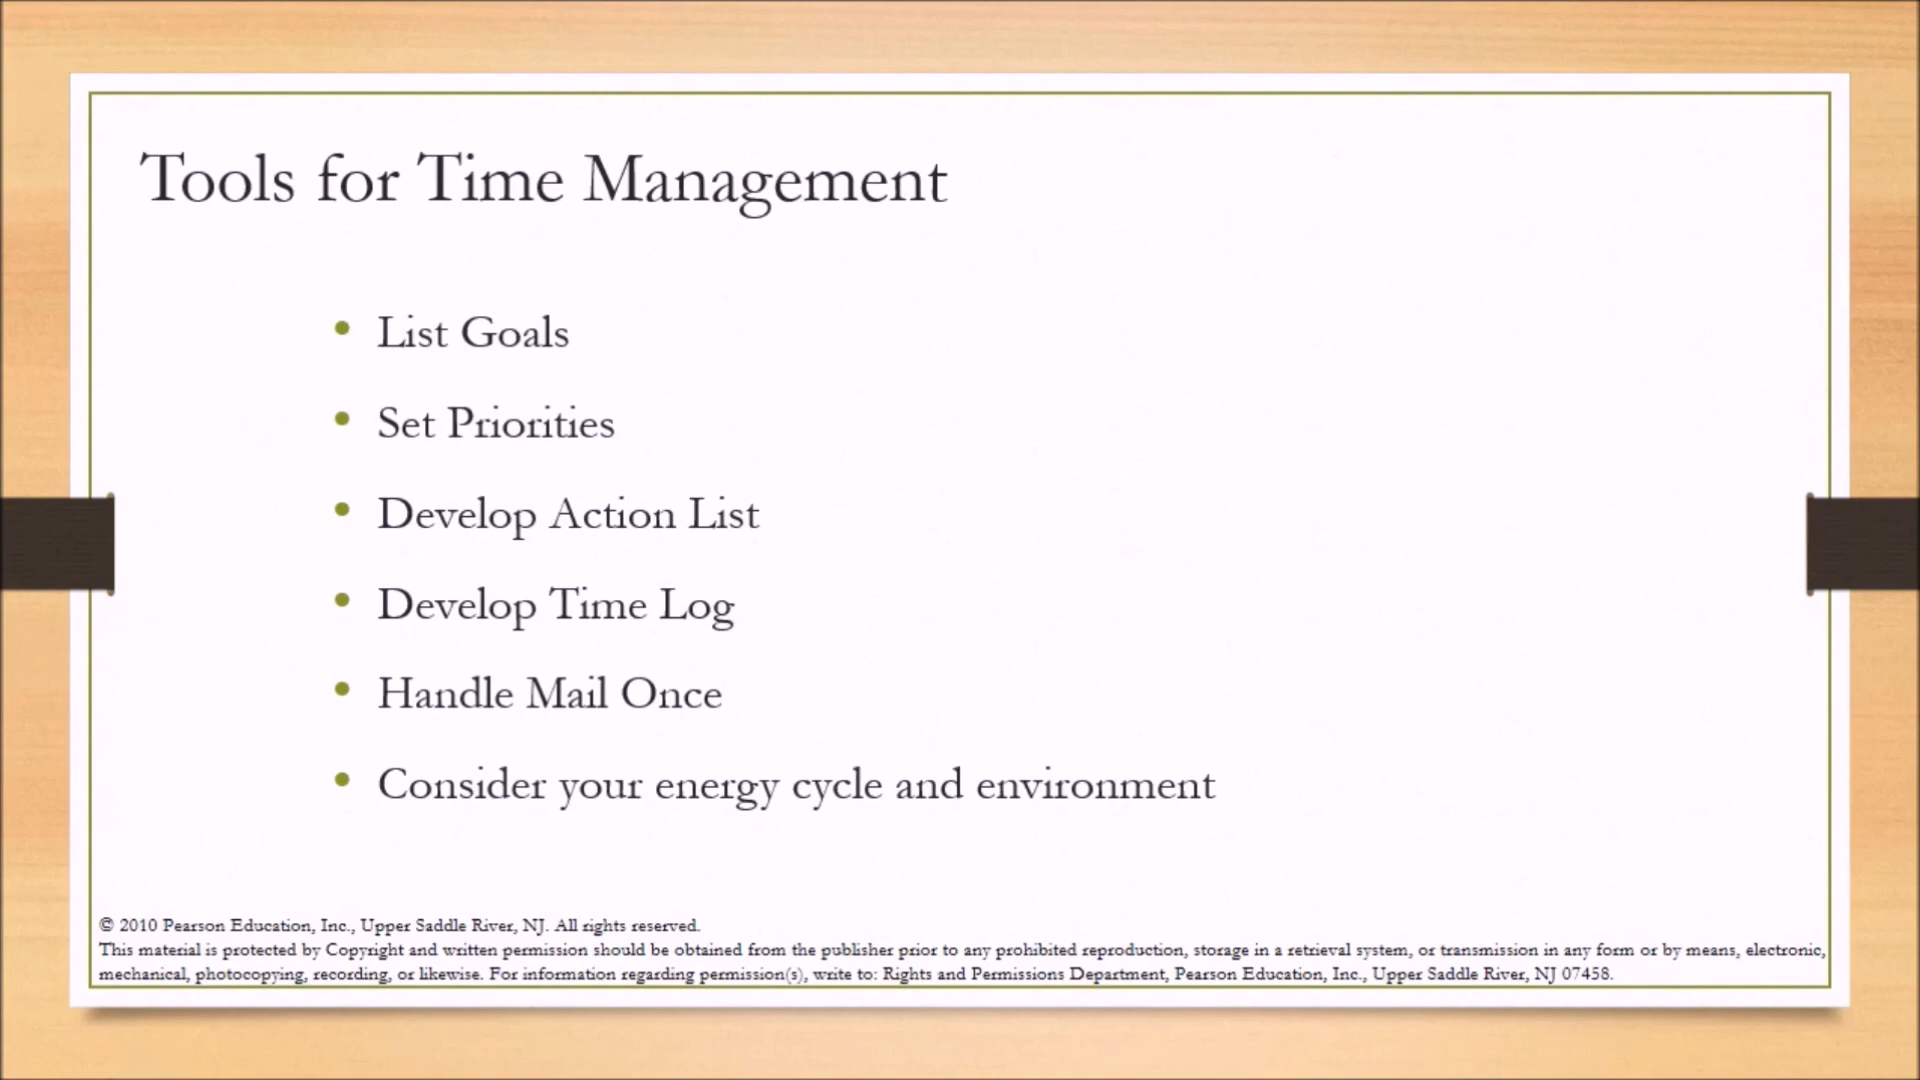 Tools for Time Management
• List Goals
• Set Priorities
• Develop Action List
• Develop Time Log
• Handle Mail Once
• Consider your energy cycle and environment
© 2010 Pearson Education, Inc., Upper Saddle River, NJ. All rights reserved.
This material is protected by Copyright and written permission should be obtained from the publisher prior to any prohibited reproduction, storage in a retrieval system, or transmission in any form or by means, electronic,
mechanical, photocopying, recording, or likewise. For information regarding permission(s), write to: Rights and Permissions Department, Pearson Education, Inc., Upper Saddle River, NJ 07458.